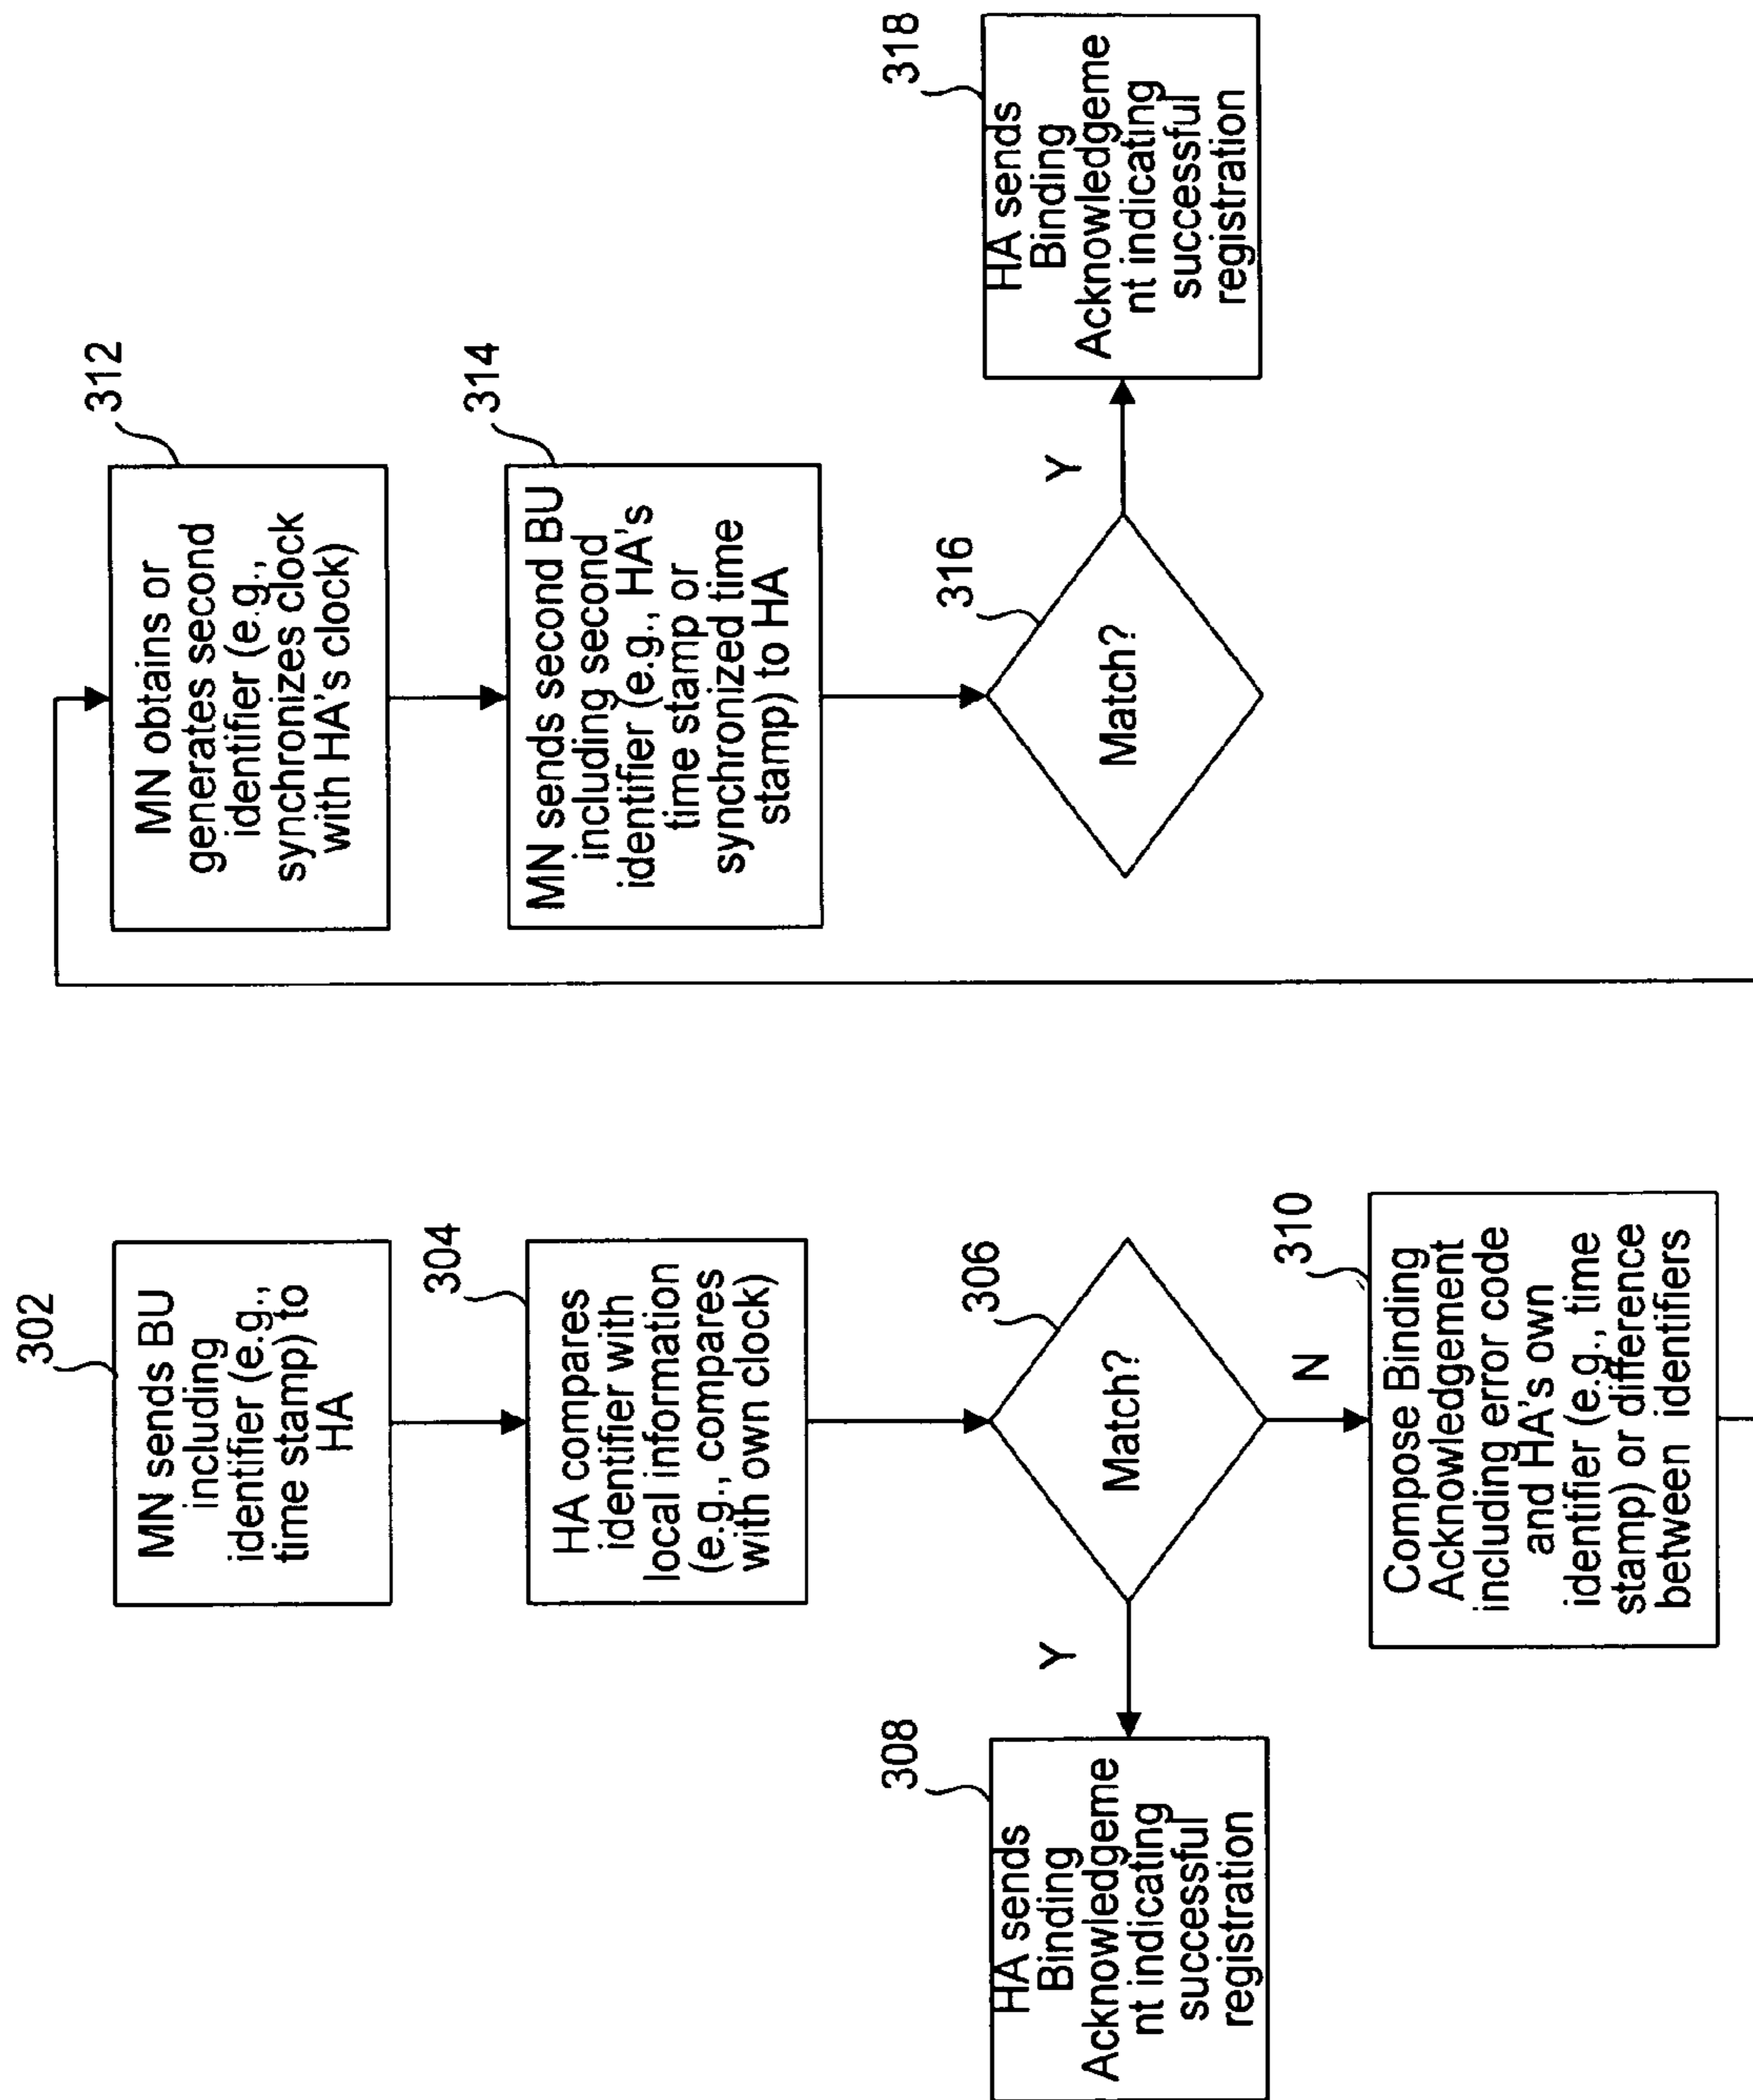 302
MN sends BU
including
identifier (e.g.,
time stamp) to
HA
304
HA compares
identifier with
local information
(e.g., compares
with own clock)
306
Match?
Y
308
HA sends
Binding
Acknowledgeme
nt indicating
successful
registration
N
310
Compose Binding
Acknowledgement
including error code
and HA's own
identifier (e.g., time
stamp) or difference
between identifiers
312
MN obtains or
generates second
identifier (e.g.,
synchronizes clock
with HA's clock)
314
MN sends second BU
including second
identifier (e.g., HA's
time stamp or
synchronized time
stamp) to HA
316
Match?
Y
318
HA sends
Binding
Acknowledgeme
nt indicating
successful
registration